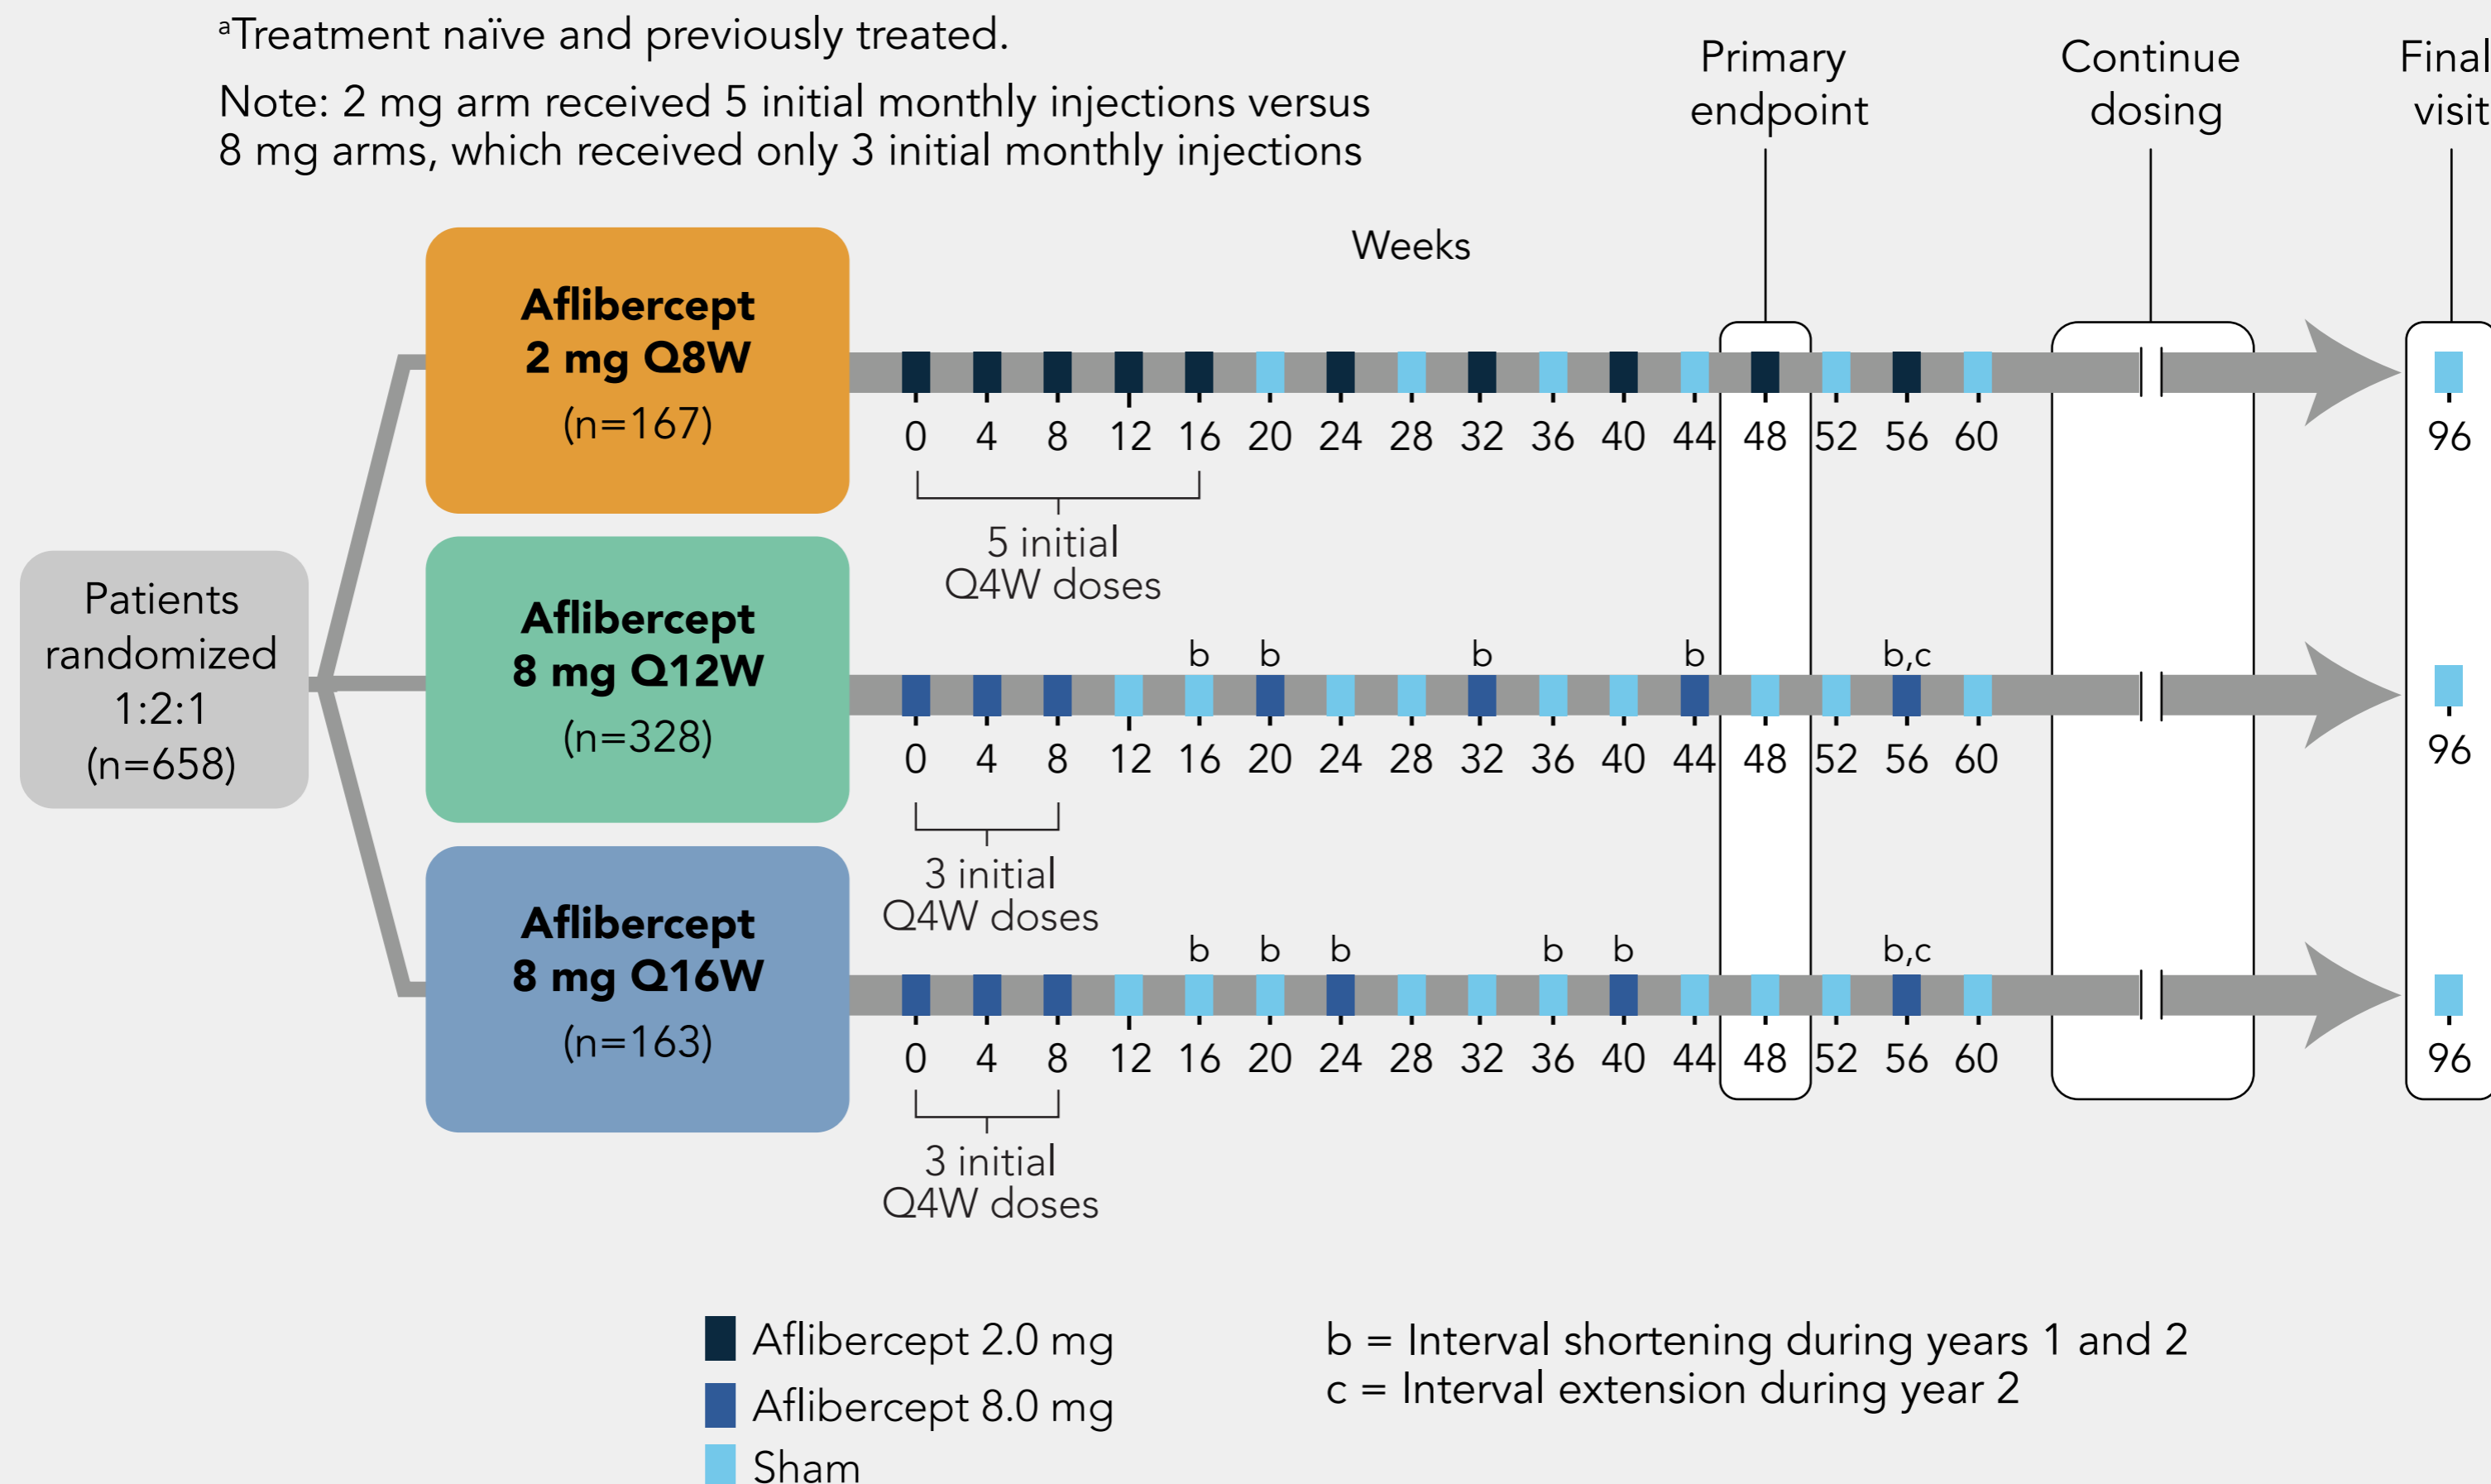 aTreatment naïve and previously treated.
Note: 2 mg arm received 5 initial monthly injections versus
8 mg arms, which received only 3 initial monthly injections
Primary
endpoint
Continue
dosing
Final
visit
Weeks
Patients
randomized
1:2:1
(n=658)
Aflibercept
2 mg Q8W
(n=167)
0 4 8 12 16 20 24 28 32 36 40 44 48 52 56 60 96
5 initial
Q4W doses
Aflibercept
8 mg Q12W
(n=328)
b b b b b,c
0 4 8 12 16 20 24 28 32 36 40 44 48 52 56 60 96
3 initial
Q4W doses
Aflibercept
8 mg Q16W
(n=163)
b b b b b b,c
0 4 8 12 16 20 24 28 32 36 40 44 48 52 56 60 96
3 initial
Q4W doses
Aflibercept 2.0 mg
Aflibercept 8.0 mg
Sham
b = Interval shortening during years 1 and 2
c = Interval extension during year 2